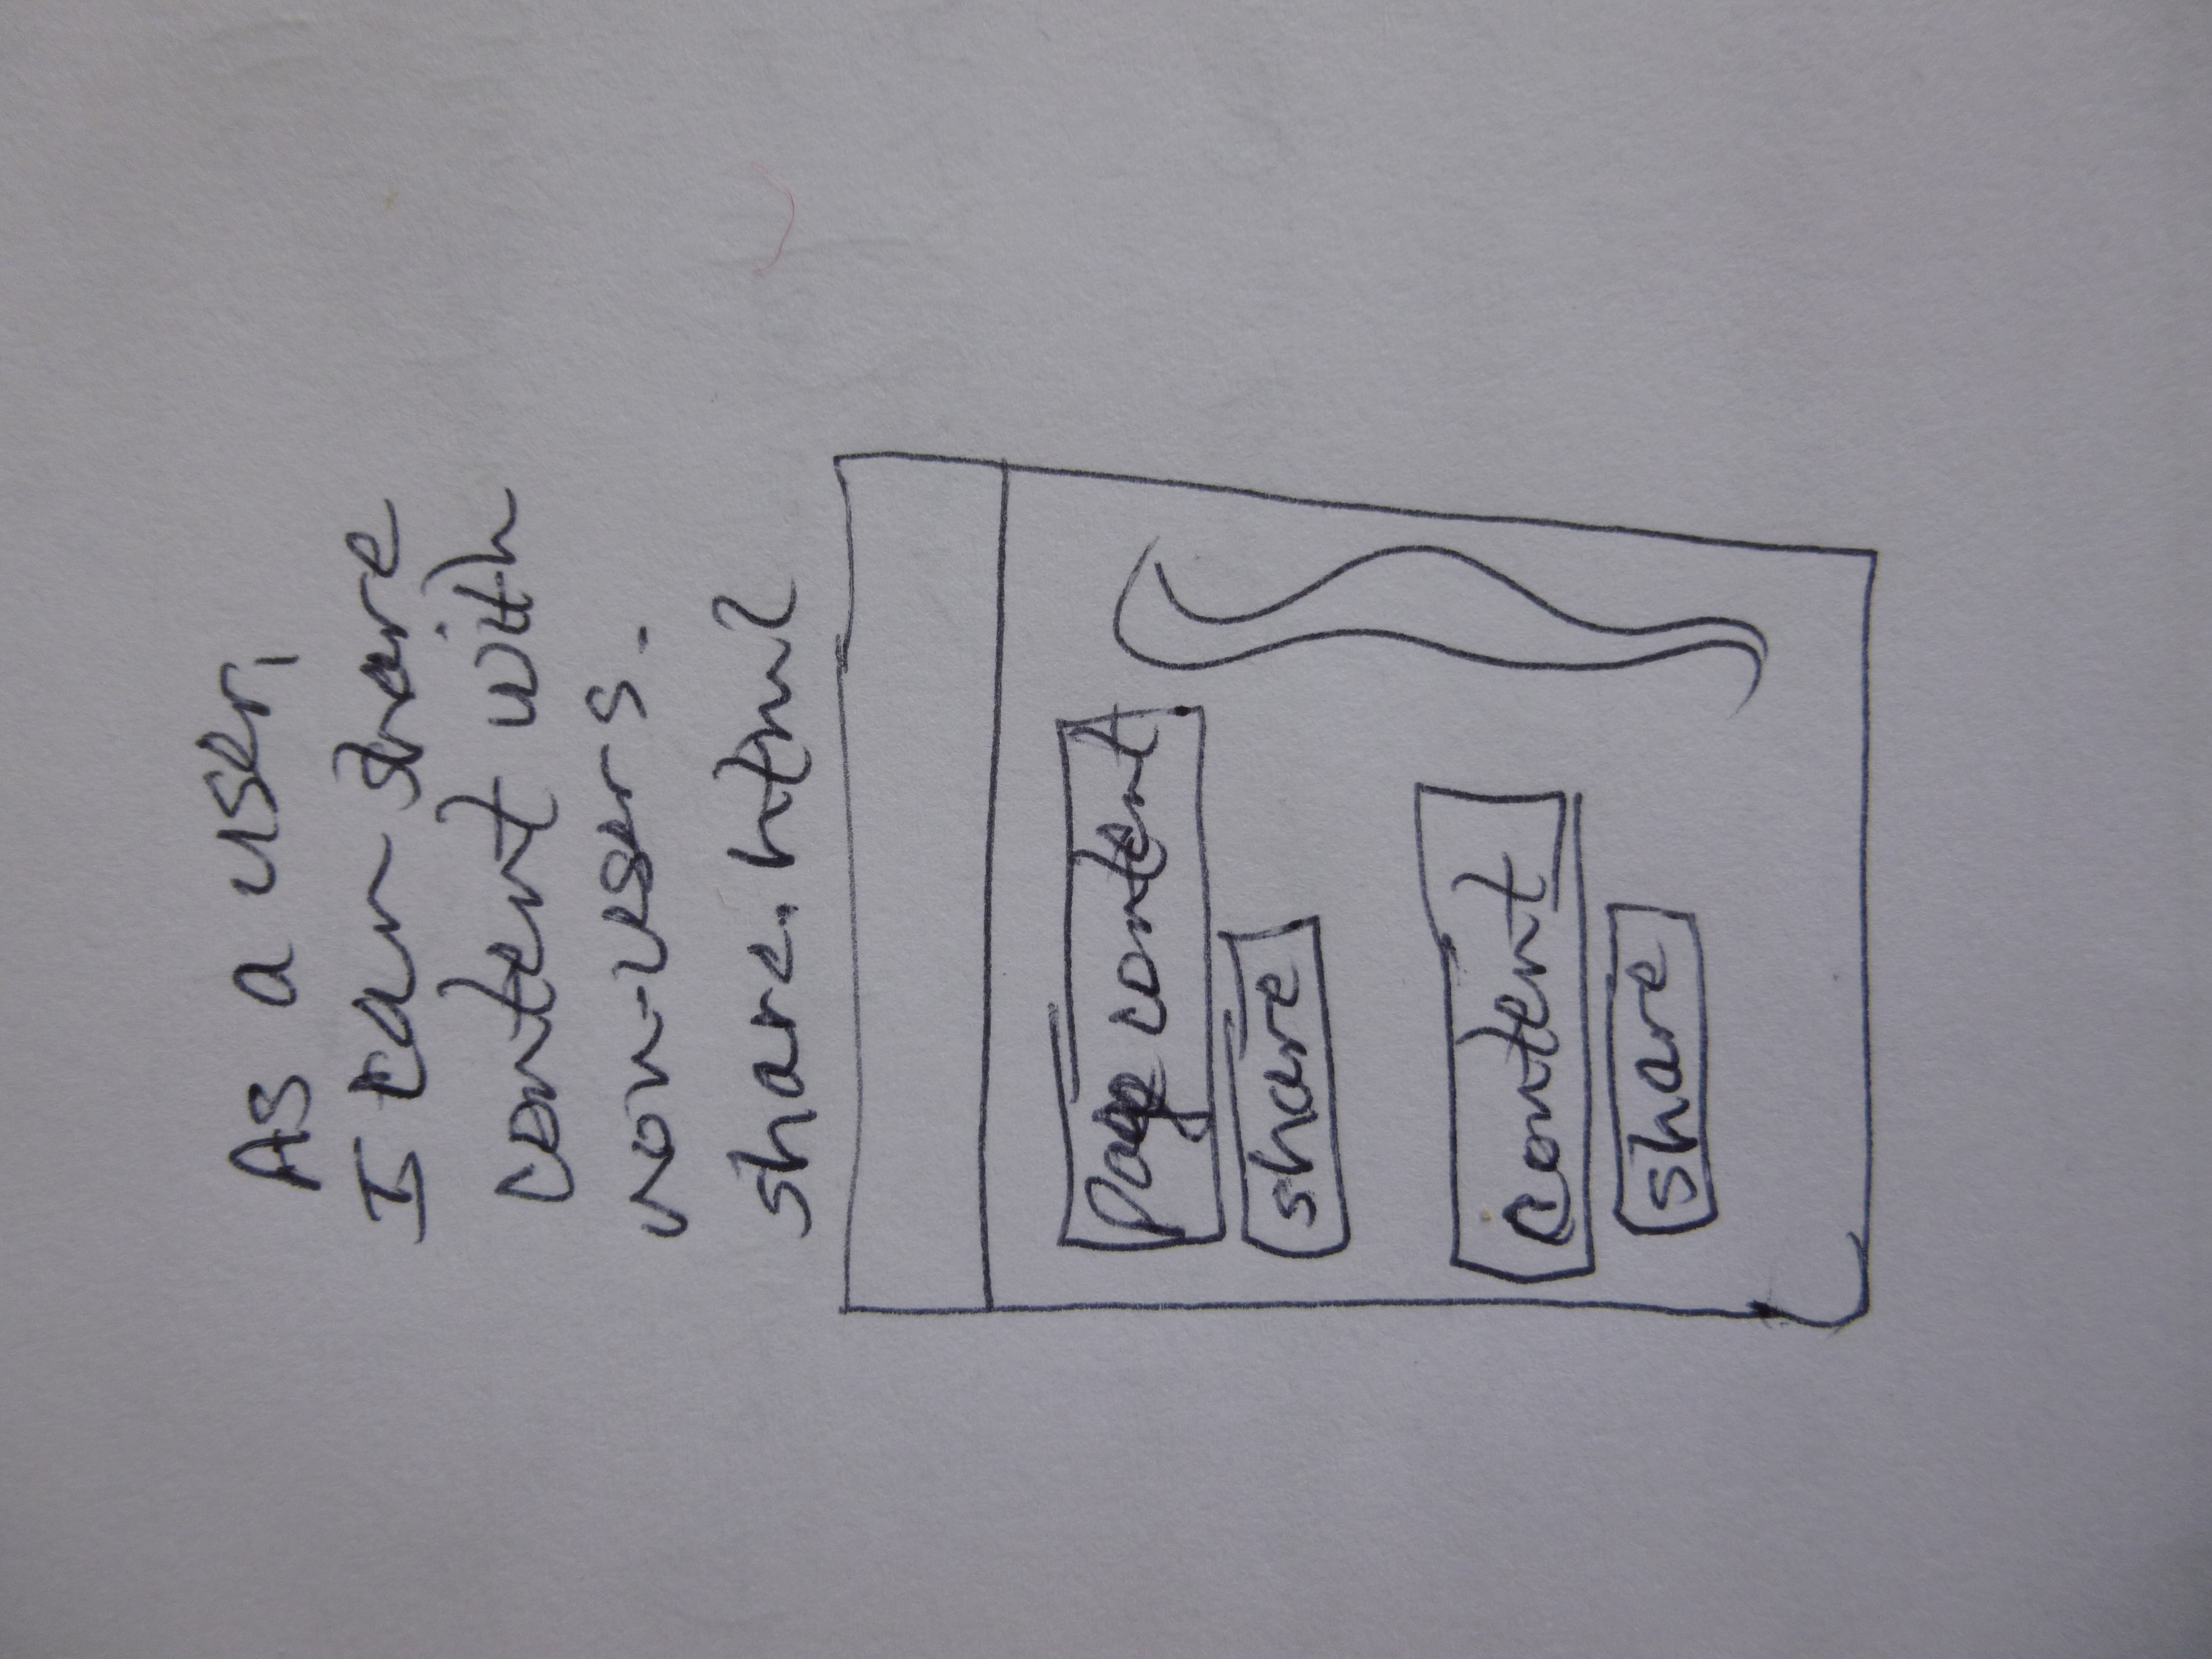 As a user,
I can share
content with
non-users.
share.html
Page content
share
content
share